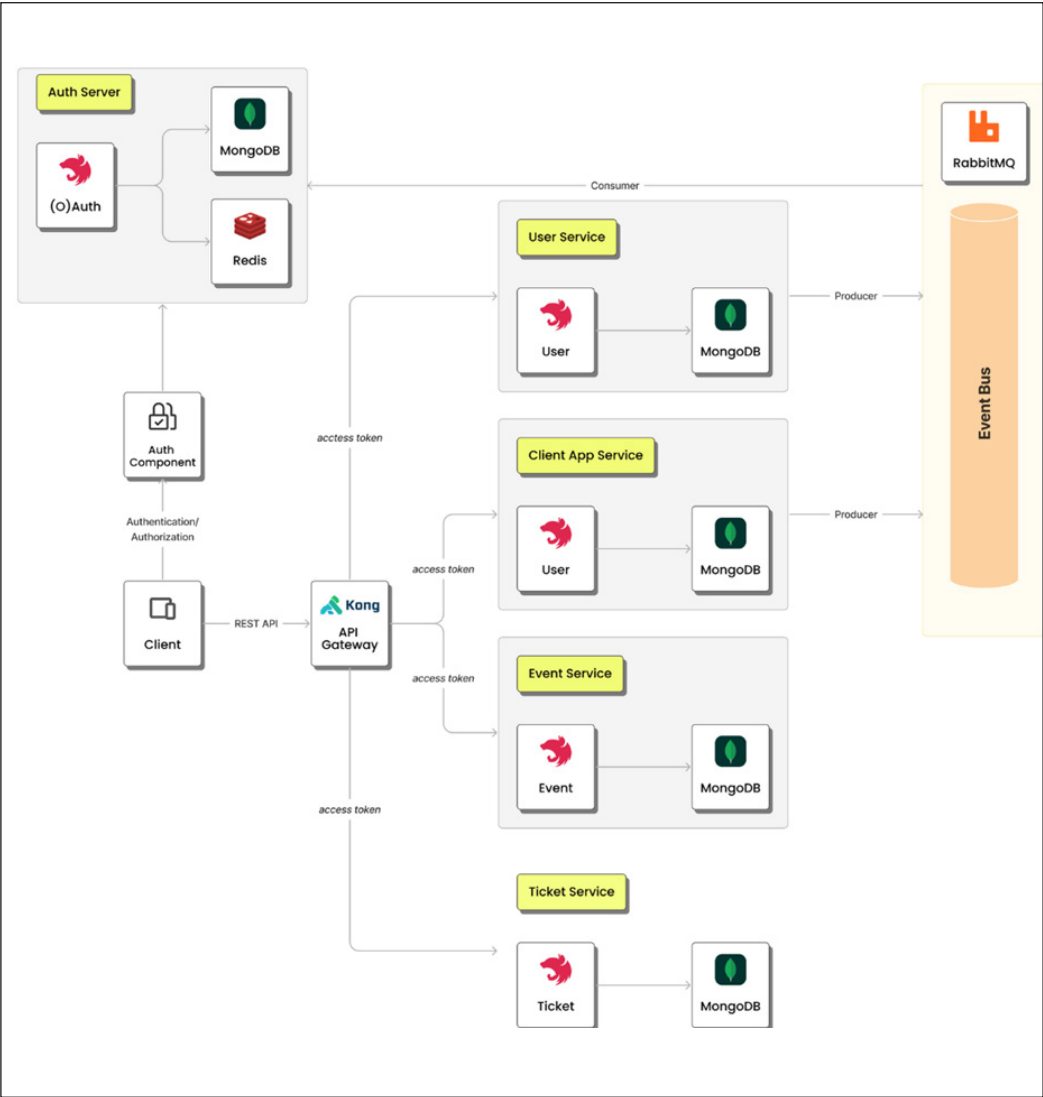 Auth Server
MongoDB
(O)Auth
Redis
RabbitMQ
Consumer
User Service
User
MongoDB
Producer
Event Bus
Auth
Component
acctess token
Client App Service
User
MongoDB
Producer
Authentication/
Authorization
access token
Client
REST API
Kong
API
Gateway
access token
Event Service
Event
MongoDB
access token
Ticket Service
Ticket
MongoDB